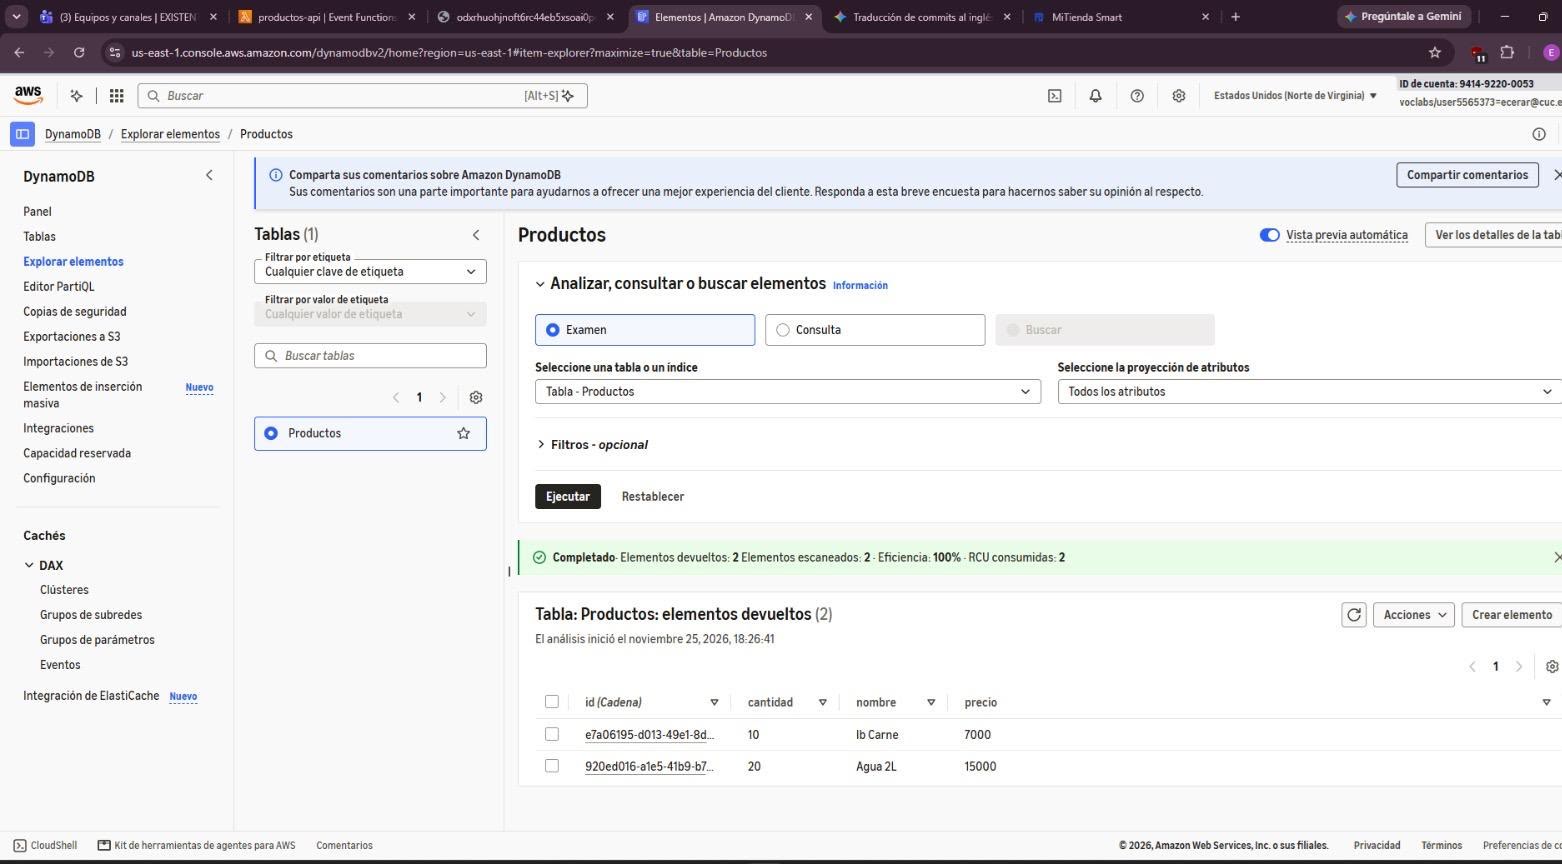 (3) Equipos y canales | EXISTEN
productos-api | Event Functions
odxrhuohjnoft6rc44eb5xsoai0p
Elementos | Amazon DynamoD
Traducción de commits al inglé
MiTienda Smart
Pregúntale a Gemini
us-east-1.console.aws.amazon.com/dynamodbv2/home?region=us-east-1#item-explorer?maximize=true&table=Productos
11
E
aws
Buscar
[Alt+S]
Estados Unidos (Norte de Virginia)
ID de cuenta: 9414-9220-0053
voclabs/user5565373=ecerar@cuc.e
DynamoDB / Explorar elementos / Productos
DynamoDB
Panel
Tablas
Explorar elementos
Editor PartiQL
Copias de seguridad
Exportaciones a S3
Importaciones de S3
Elementos de inserción masiva Nuevo
Integraciones
Capacidad reservada
Configuración
Cachés
DAX
Clústeres
Grupos de subredes
Grupos de parámetros
Eventos
Integración de ElastiCache Nuevo
Comparta sus comentarios sobre Amazon DynamoDB
Sus comentarios son una parte importante para ayudarnos a ofrecer una mejor experiencia del cliente. Responda a esta breve encuesta para hacernos saber su opinión al respecto.
Compartir comentarios
Tablas (1)
Filtrar por etiqueta
Cualquier clave de etiqueta
Filtrar por valor de etiqueta
Cualquier valor de etiqueta
Buscar tablas
1
Productos
Productos
Vista previa automática
Ver los detalles de la tabl
Analizar, consultar o buscar elementos Información
Examen
Consulta
Buscar
Seleccione una tabla o un índice
Tabla - Productos
Seleccione la proyección de atributos
Todos los atributos
Filtros - opcional
Ejecutar
Restablecer
Completado· Elementos devueltos: 2 Elementos escaneados: 2 · Eficiencia: 100% · RCU consumidas: 2
Tabla: Productos: elementos devueltos (2)
El análisis inició el noviembre 25, 2026, 18:26:41
Acciones
Crear elemento
1
id (Cadena) cantidad nombre precio
e7a06195-d013-49e1-8d... 10 lb Carne 7000
920ed016-a1e5-41b9-b7... 20 Agua 2L 15000
CloudShell
Kit de herramientas de agentes para AWS
Comentarios
© 2026, Amazon Web Services, Inc. o sus filiales.
Privacidad
Términos
Preferencias de co